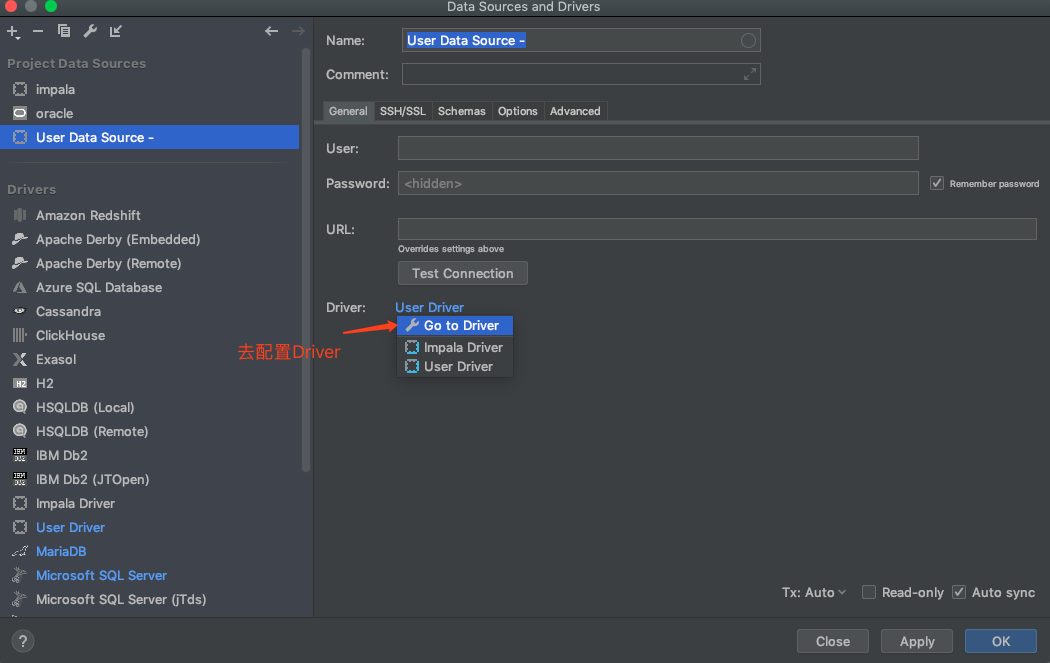 Data Sources and Drivers
Project Data Sources
impala
oracle
User Data Source -
Drivers
Amazon Redshift
Apache Derby (Embedded)
Apache Derby (Remote)
Azure SQL Database
Cassandra
ClickHouse
Exasol
H2
H2
HSQLDB (Local)
HSQLDB (Remote)
IBM DB2
IBM Db2
IBM DB2
IBM Db2 (JTOpen)
Impala Driver
User Driver
MariaDB
Microsoft SQL Server
Microsoft SQL Server (jTds)
Name:
User Data Source -
Comment:
General SSH/SSL Schemas Options Advanced
User:
Password: <hidden> Remember password
URL:
Overrides settings above
Test Connection
Driver: User Driver
Go to Driver
Impala Driver
User Driver
去配置Driver
Tx: Auto Read-only Auto sync
? Close Apply OK